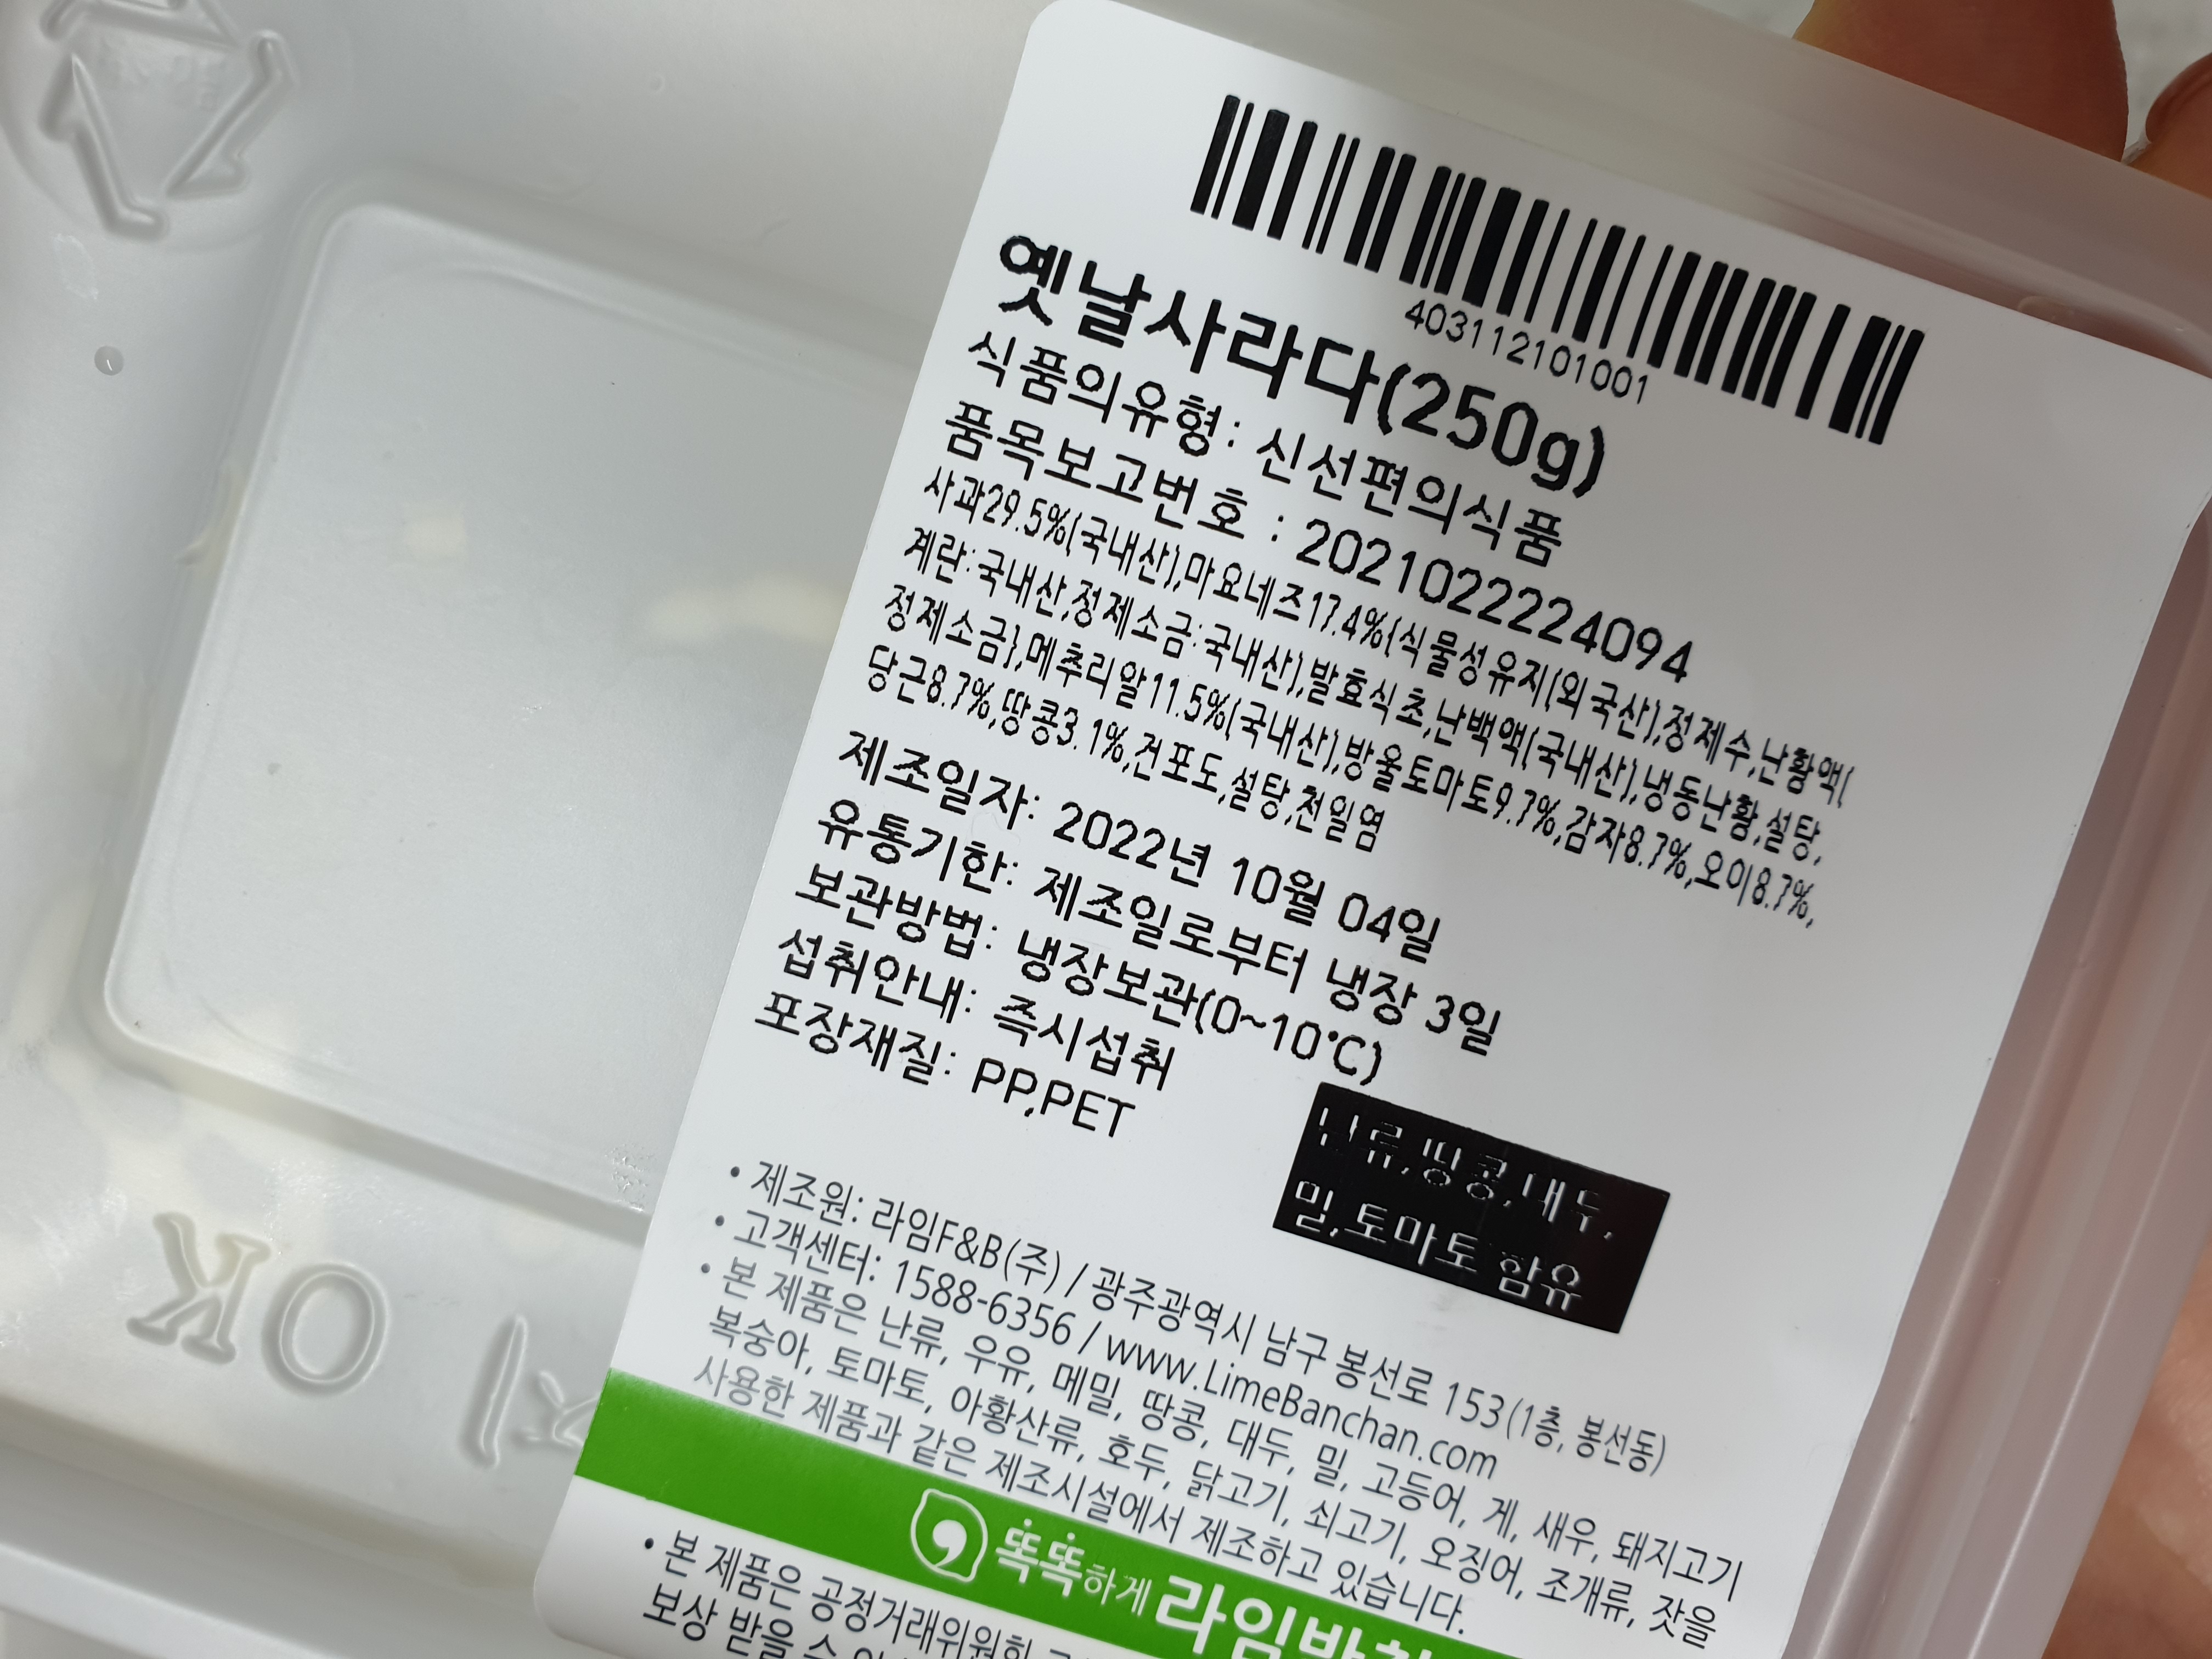 403112101001
옛날사라다(250g)
식품의유형: 신선편의식품
품목보고번호 : 2021022224094
사과29.5%(국내산),마요네즈17.4%{식물성유지(외국산),정제수,난황액(
계란:국내산,정제소금:국내산),발효식초,난백액(국내산),냉동난황,설탕,
정제소금},메추리알11.5%(국내산),방울토마토9.7%,감자8.7%,오이8.7%,
당근8.7%,땅콩3.1%,건포도,설탕,천일염
제조일자: 2022년 10월 04일
유통기한: 제조일로부터 냉장 3일
보관방법: 냉장보관(0~10℃)
섭취안내: 즉시섭취
포장재질: PP,PET
난류,땅콩,대두,
밀,토마토 함유
• 제조원: 라임F&B(주) / 광주광역시 남구 봉선로 153(1층, 봉선동)
• 고객센터: 1588-6356 / www.LimeBanchan.com
• 본 제품은 난류, 우유, 메밀, 땅콩, 대두, 밀, 고등어, 게, 새우, 돼지고기
복숭아, 토마토, 아황산류, 호두, 닭고기, 쇠고기, 오징어, 조개류, 잣을
사용한 제품과 같은 제조시설에서 제조하고 있습니다.
똑똑하게 라임반찬
• 본 제품은 공정거래위원회
보상 받을 수
OK